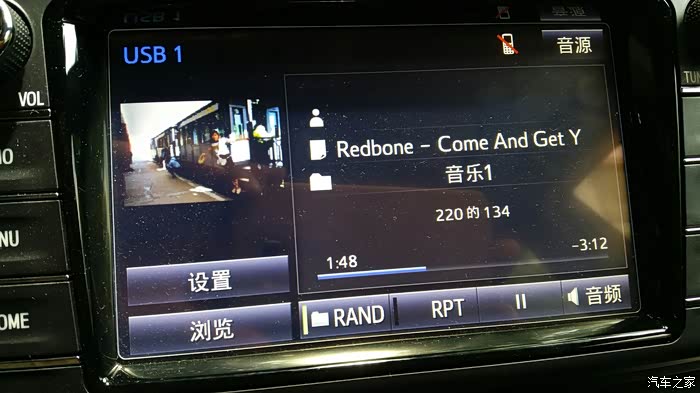 USB 1
音源
VOL
Redbone – Come And Get Y
音乐1
220 的 134
1:48
-3:12
设置
浏览
RAND
RPT
音频
汽车之家